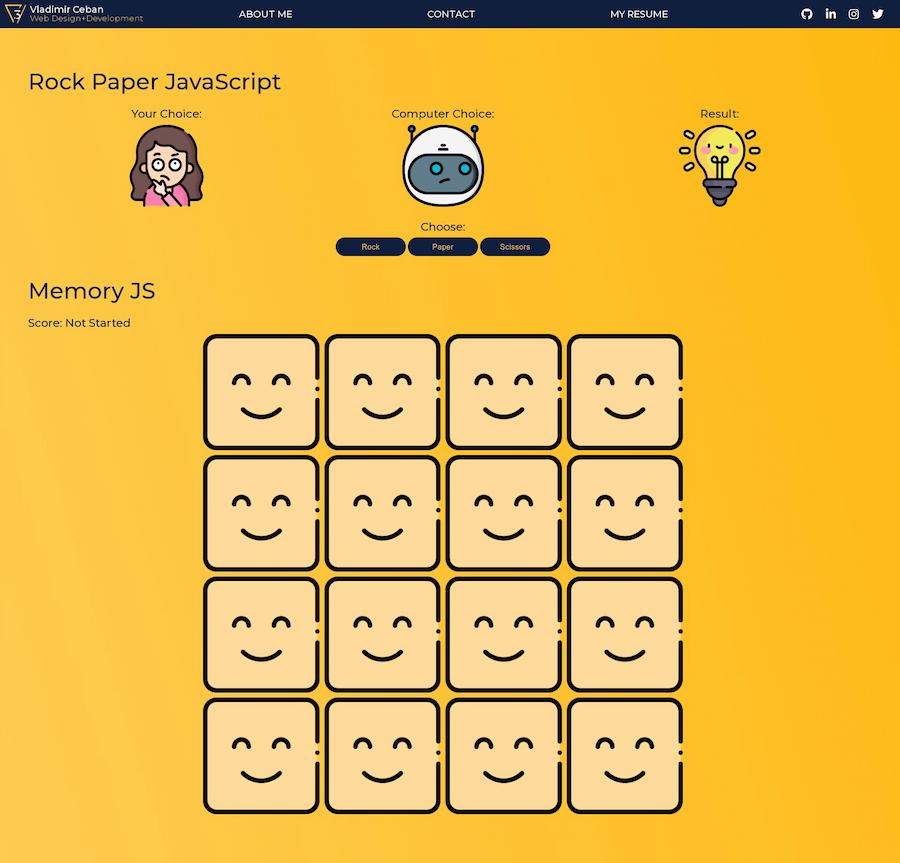 Vladimir Ceban
Web Design+Development
ABOUT ME
CONTACT
MY RESUME
Rock Paper JavaScript
Your Choice:
Computer Choice:
Result:
Choose:
Rock
Paper
Scissors
Memory JS
Score: Not Started